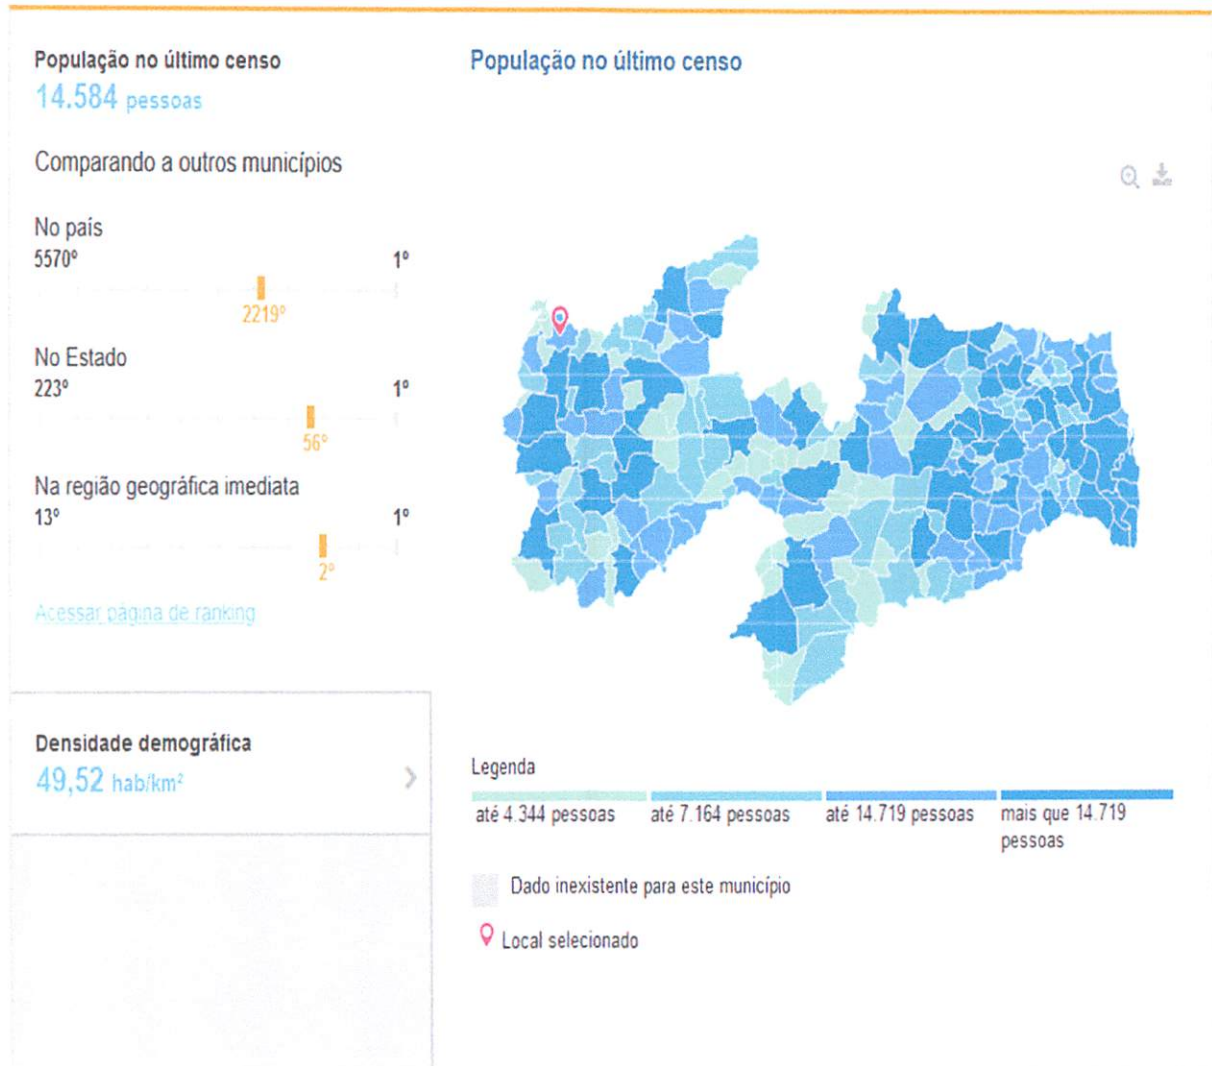 População no último censo
14.584 pessoas
Comparando a outros municípios
No país
5570º
1º
2219º
No Estado
223º
1º
56º
Na região geográfica imediata
13º
1º
2º
Acessar página de ranking
Densidade demográfica
49,52 hab/km²
População no último censo
Legenda
até 4.344 pessoas
até 7.164 pessoas
até 14.719 pessoas
mais que 14.719
pessoas
Dado inexistente para este município
Local selecionado